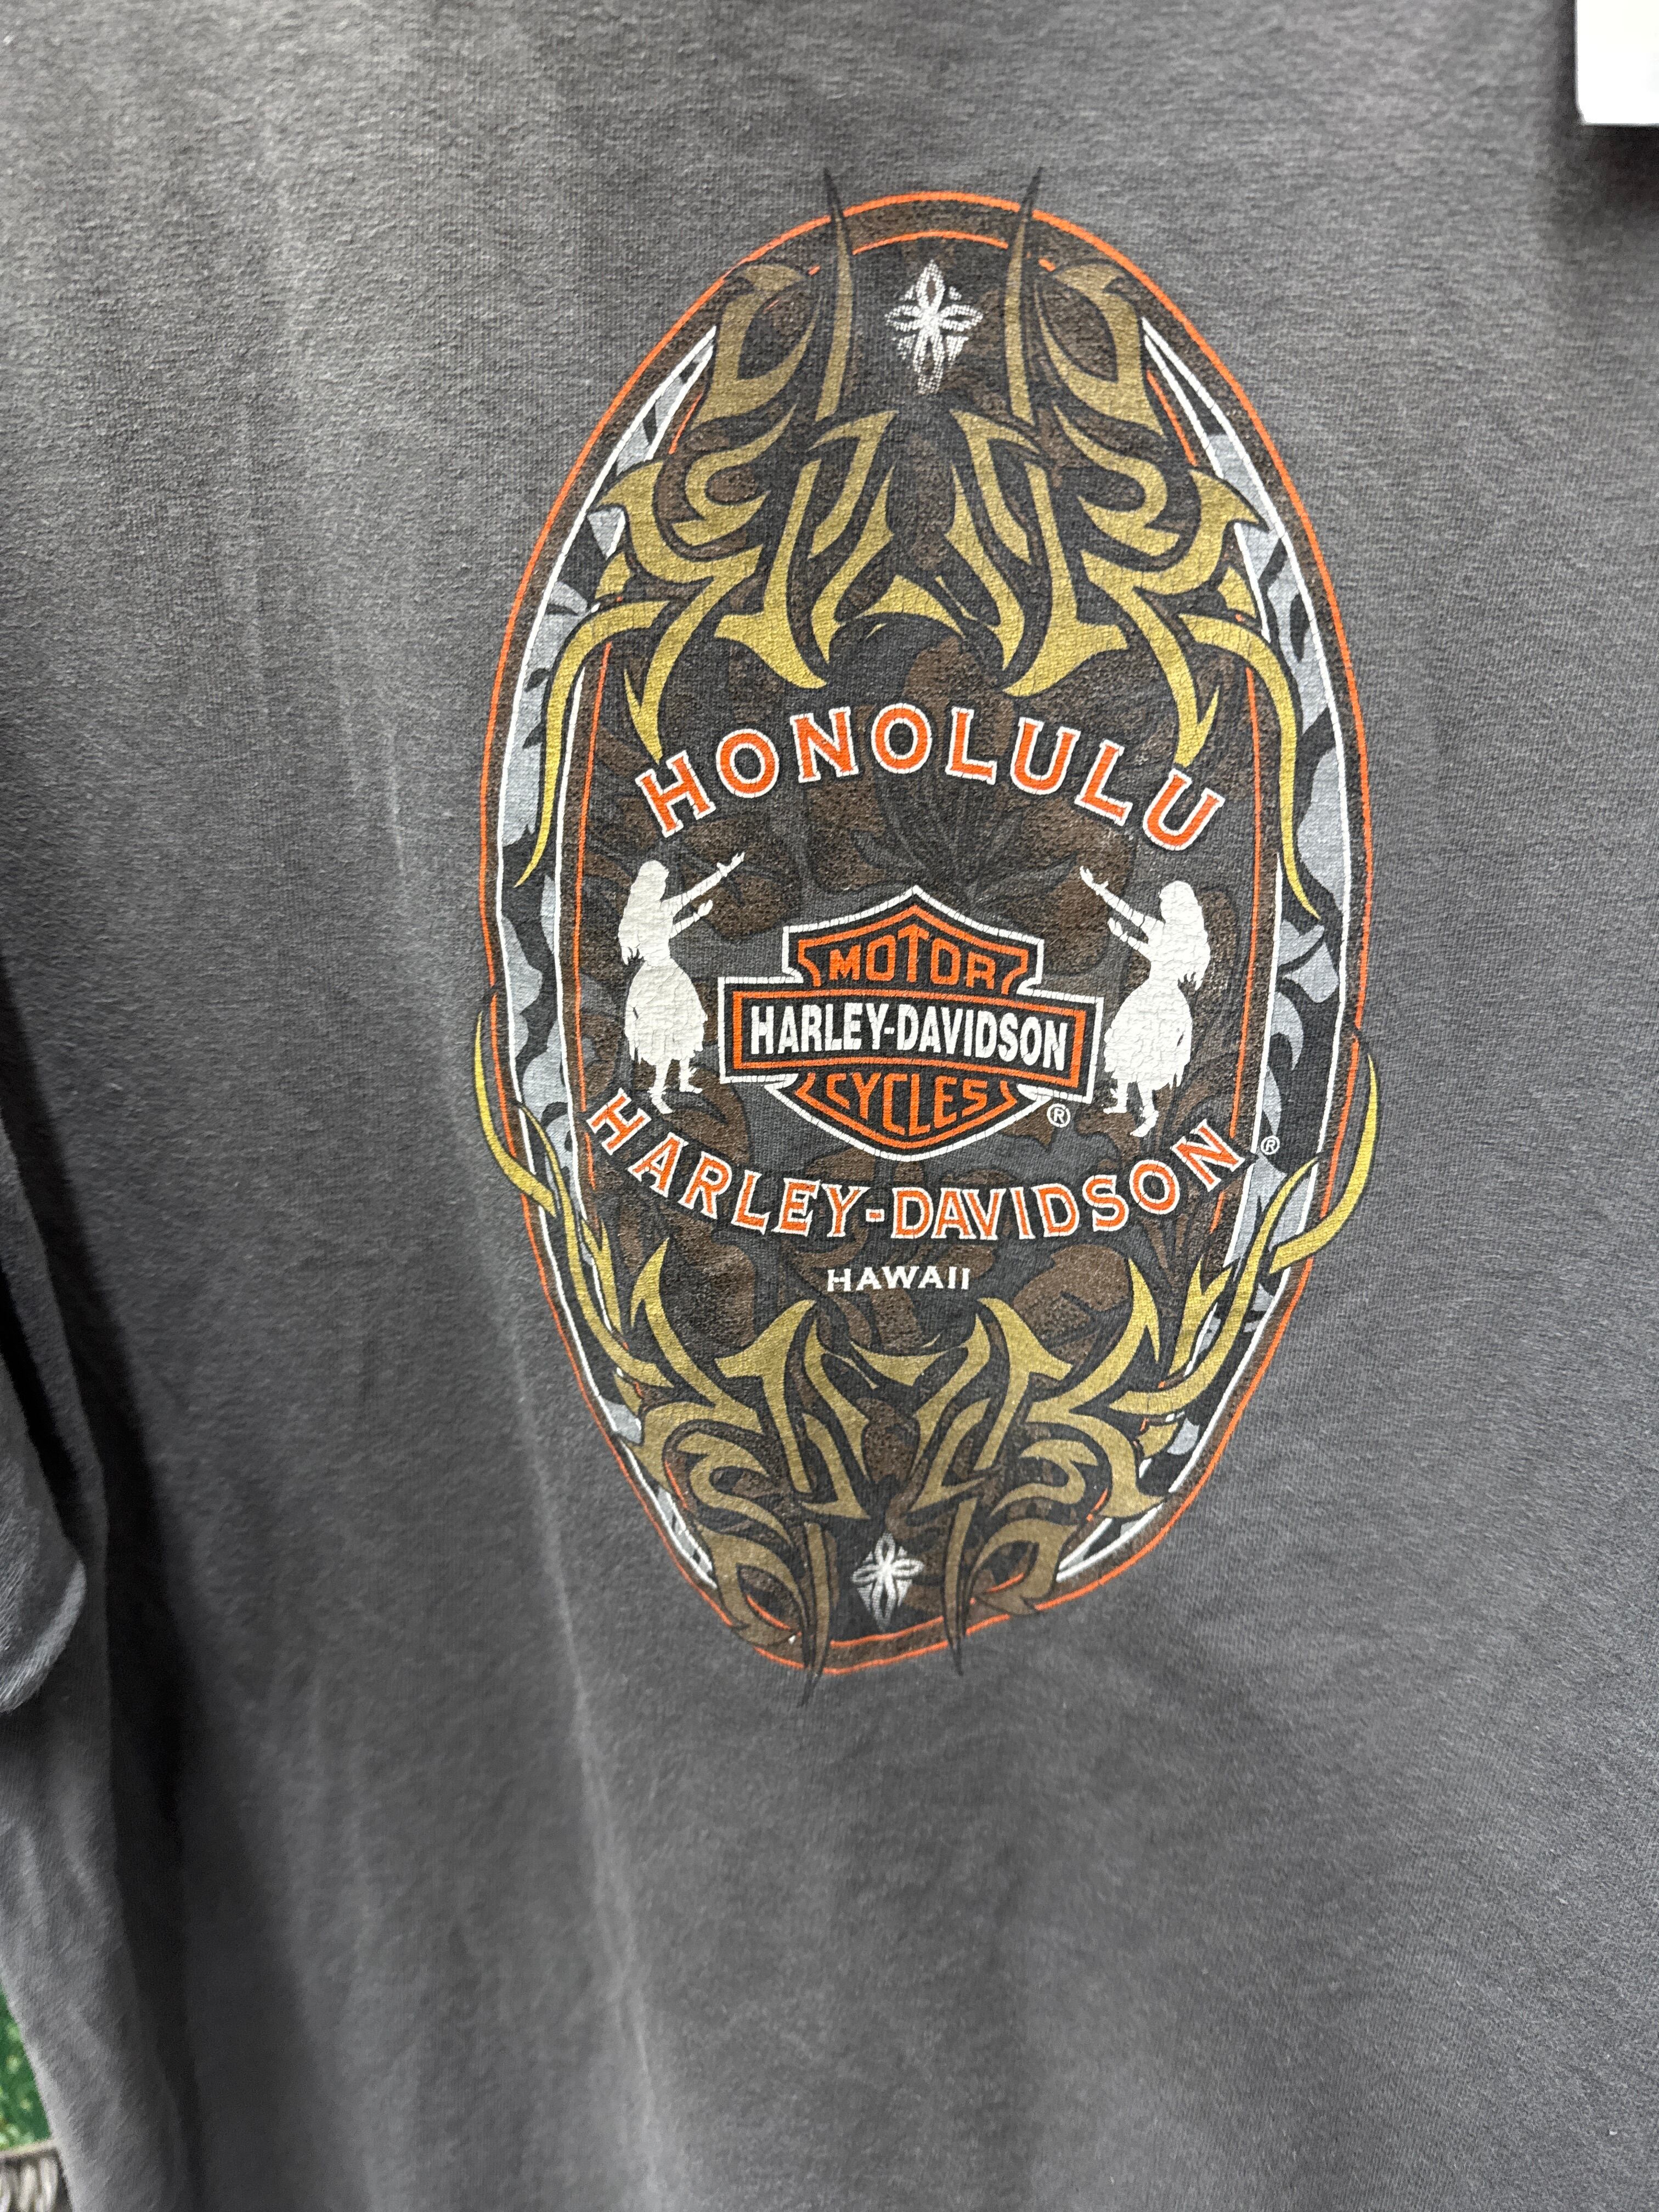 HONOLULU
MOTOR
HARLEY-DAVIDSON
CYCLES
®
HARLEY-DAVIDSON®
HAWAII